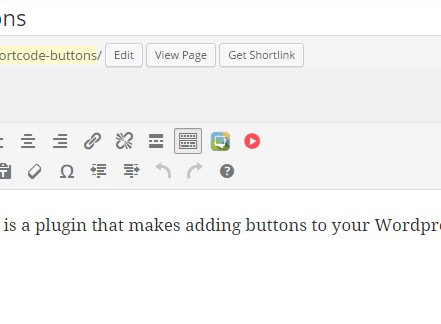 ons
ortcode-buttons/ Edit View Page Get Shortlink
is a plugin that makes adding buttons to your Wordpre